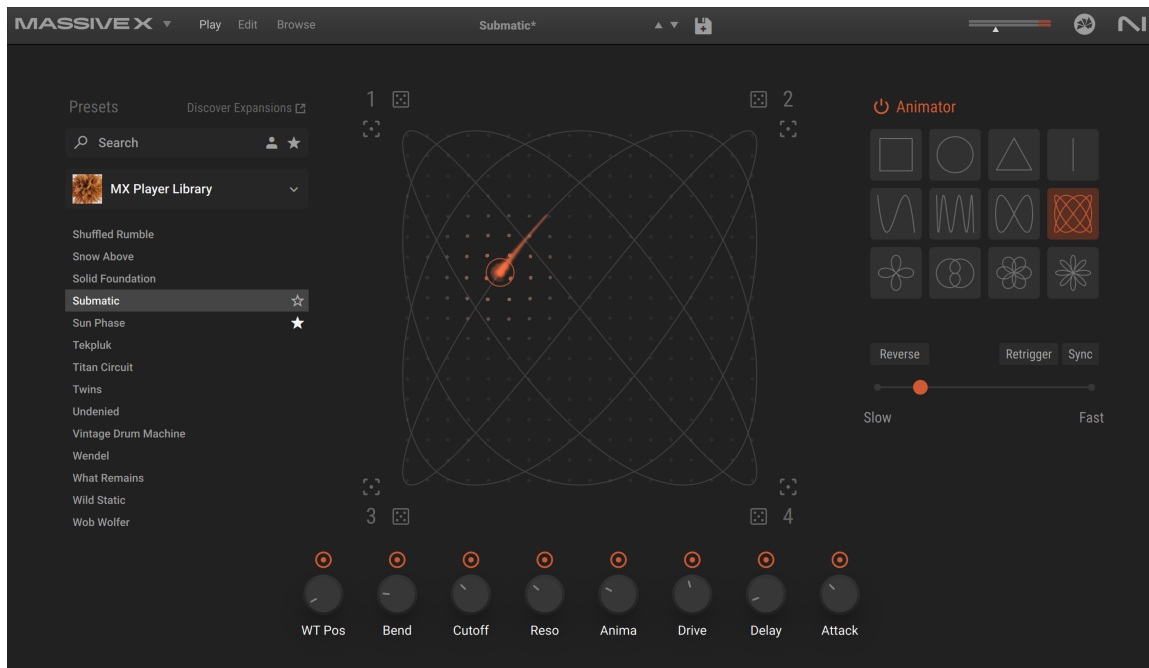 MASSIVE X
Play Edit Browse
Submatic*
Presets
Discover Expansions
Search
MX Player Library
Shuffled Rumble
Snow Above
Solid Foundation
Submatic
Sun Phase
Tekpluk
Titan Circuit
Twins
Undenied
Vintage Drum Machine
Wendel
What Remains
Wild Static
Wob Wolfer
1
2
3
4
Animator
Reverse
Retrigger Sync
Slow
Fast
WT Pos Bend Cutoff Reso Anima Drive Delay Attack